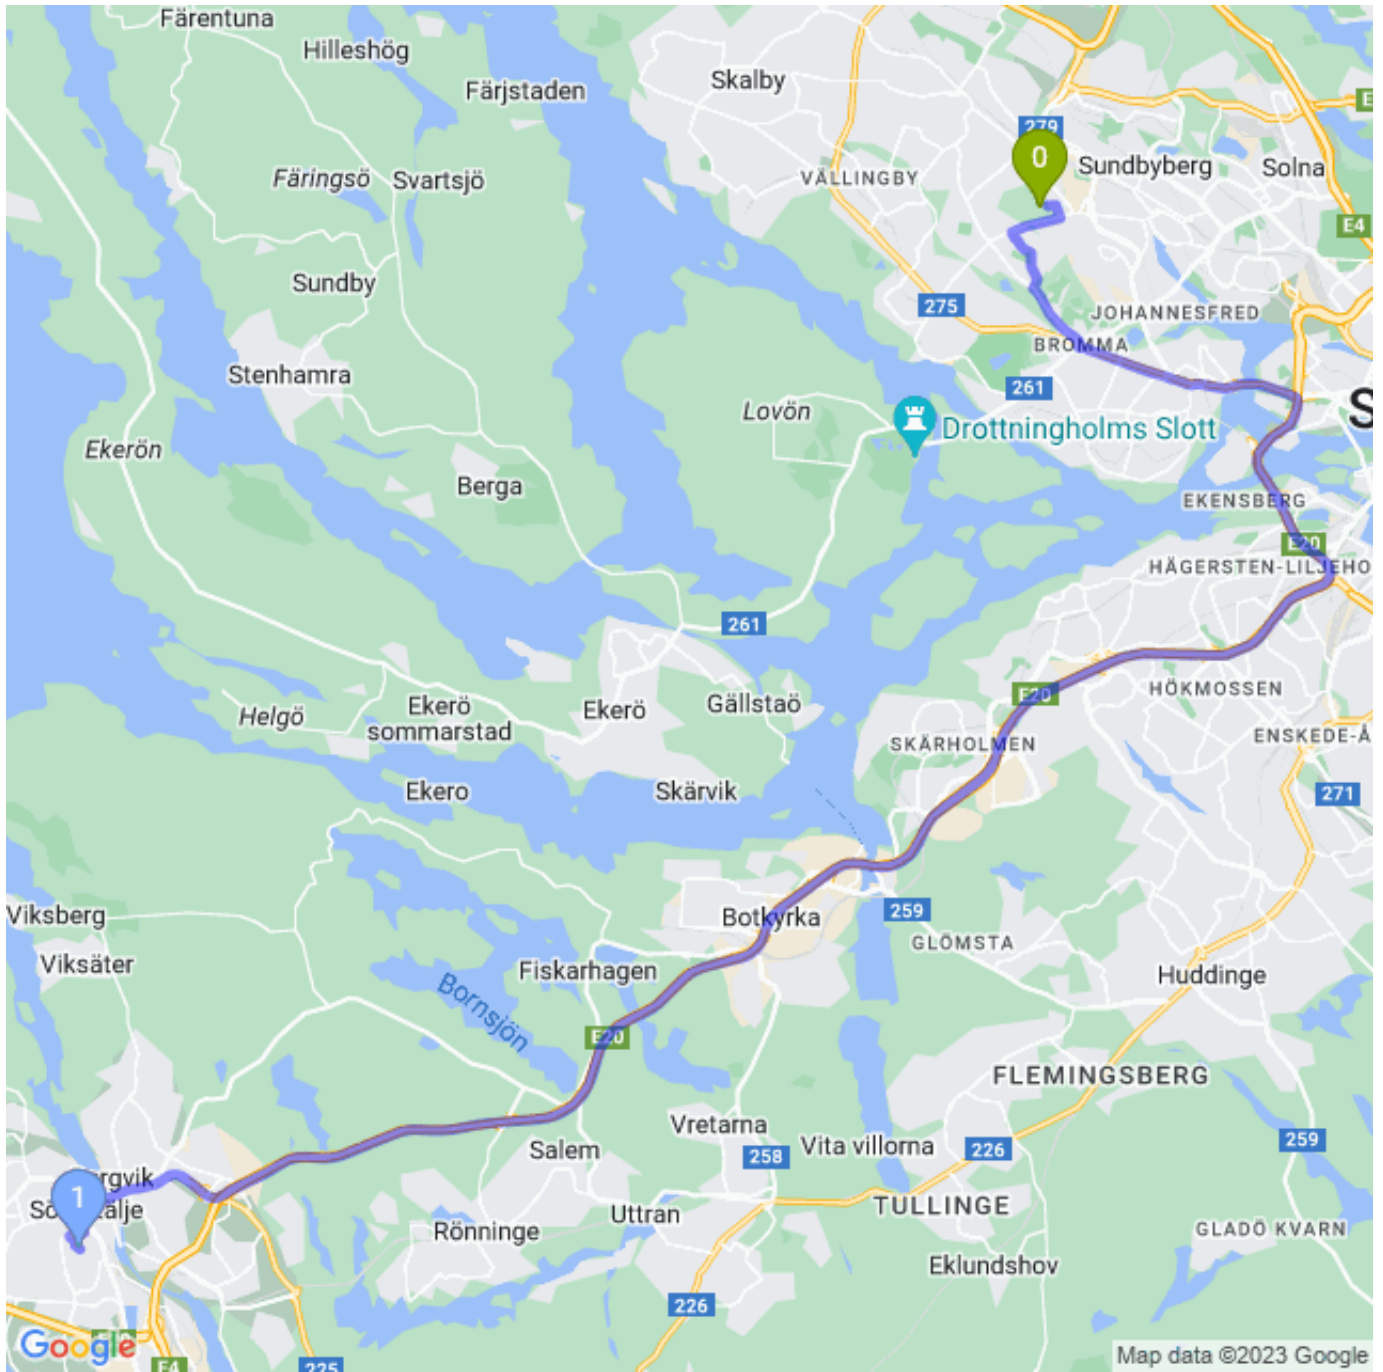 Färentuna
Hilleshög
Färjstaden
Skalby
E
279
0
Sundbyberg
Solna
Färingsö
Svartsjö
VÄLLINGBY
E4
Sundby
275
JOHANNESFRED
BROMMA
Stenhamra
261
Lovön
S
Drottningholms Slott
Ekerön
Berga
EKENSBERG
E20
HÄGERSTEN-LILJEHO
261
Helgö
Ekerö
sommarstad
Ekerö
Gällstaö
E20
HÖKMOSSEN
SKÄRHOLMEN
ENSKEDE-Å
Ekero
Skärvik
271
Viksberg
Botkyrka
259
GLÖMSTA
Viksäter
Fiskarhagen
Huddinge
Bornsjön
E20
FLEMINGSBERG
Vretarna
Vita villorna
226
259
Salem
258
rgvik
1
Sö
älje
Uttran
TULLINGE
Rönninge
GLADÖ KVARN
Eklundshov
226
Google
E4
225
Map data ©2023 Google